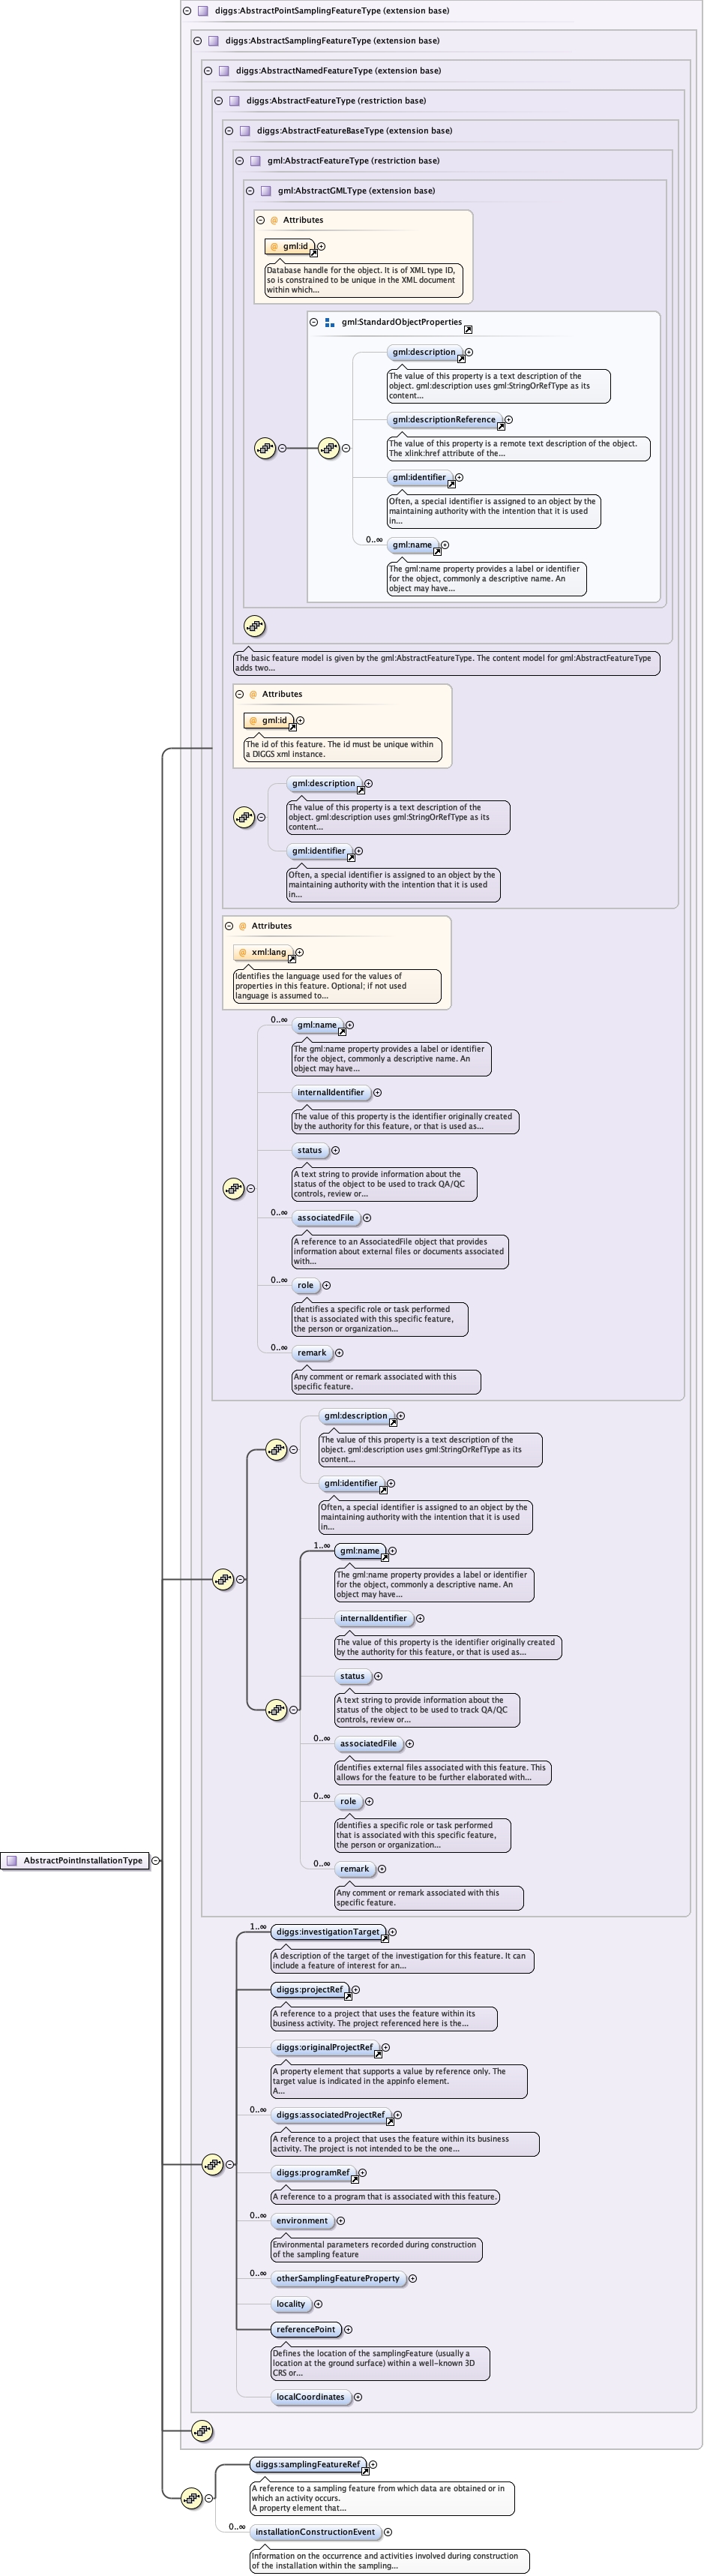 diggs:AbstractPointSamplingFeatureType (extension base)
diggs:AbstractSamplingFeatureType (extension base)
diggs:AbstractNamedFeatureType (extension base)
diggs:AbstractFeatureType (restriction base)
diggs:AbstractFeatureBaseType (extension base)
gml:AbstractFeatureType (restriction base)
gml:AbstractGMLType (extension base)
@ Attributes
@ gml:id
Database handle for the object. It is of XML type ID,
so is constrained to be unique in the XML document
within which...
gml:StandardObjectProperties
gml:description
The value of this property is a text description of the
object. gml:description uses gml:StringOrRefType as its
content...
gml:descriptionReference
The value of this property is a remote text description of the object.
The xlink:href attribute of the...
gml:identifier
Often, a special identifier is assigned to an object by the
maintaining authority with the intention that it is used
in...
0..∞
gml:name
The gml:name property provides a label or identifier
for the object, commonly a descriptive name. An
object may have...
The basic feature model is given by the gml:AbstractFeatureType. The content model for gml:AbstractFeatureType
adds two...
@ Attributes
@ gml:id
The id of this feature. The id must be unique within
a DIGGS xml instance.
gml:description
The value of this property is a text description of the
object. gml:description uses gml:StringOrRefType as its
content...
gml:identifier
Often, a special identifier is assigned to an object by the
maintaining authority with the intention that it is used
in...
@ Attributes
@ xml:lang
Identifies the language used for the values of
properties in this feature. Optional; if not used
language is assumed to...
0..∞
gml:name
The gml:name property provides a label or identifier
for the object, commonly a descriptive name. An
object may have...
internalIdentifier
The value of this property is the identifier originally created
by the authority for this feature, or that is used as...
status
A text string to provide information about the
status of the object to be used to track QA/QC
controls, review or...
0..∞
associatedFile
A reference to an AssociatedFile object that provides
information about external files or documents associated
with...
0..∞
role
Identifies a specific role or task performed
that is associated with this specific feature,
the person or organization...
0..∞
remark
Any comment or remark associated with this
specific feature.
gml:description
The value of this property is a text description of the
object. gml:description uses gml:StringOrRefType as its
content...
gml:identifier
Often, a special identifier is assigned to an object by the
maintaining authority with the intention that it is used
in...
1..∞
gml:name
The gml:name property provides a label or identifier
for the object, commonly a descriptive name. An
object may have...
internalIdentifier
The value of this property is the identifier originally created
by the authority for this feature, or that is used as...
status
A text string to provide information about the
status of the object to be used to track QA/QC
controls, review or...
0..∞
associatedFile
Identifies external files associated with this feature. This
allows for the feature to be further elaborated with...
0..∞
role
Identifies a specific role or task performed
that is associated with this specific feature,
the person or organization...
0..∞
remark
Any comment or remark associated with this
specific feature.
AbstractPointInstallationType
1..∞
diggs:investigationTarget
A description of the target of the investigation for this feature. It can
include a feature of interest for an...
diggs:projectRef
A reference to a project that uses the feature within its
business activity. The project referenced here is the...
diggs:originalProjectRef
A property element that supports a value by reference only. The
target value is indicated in the appinfo element.
A...
0..∞
diggs:associatedProjectRef
A reference to a project that uses the feature within its business
activity. The project is not intended to be the one...
diggs:programRef
A reference to a program that is associated with this feature.
0..∞
environment
Environmental parameters recorded during construction
of the sampling feature
0..∞
otherSamplingFeatureProperty
locality
referencePoint
Defines the location of the samplingFeature (usually a
location at the ground surface) within a well-known 3D
CRS or...
localCoordinates
diggs:samplingFeatureRef
A reference to a sampling feature from which data are obtained or in
which an activity occurs.
A property element that...
0..∞
installationConstructionEvent
Information on the occurrence and activities involved during construction
of the installation within the sampling...